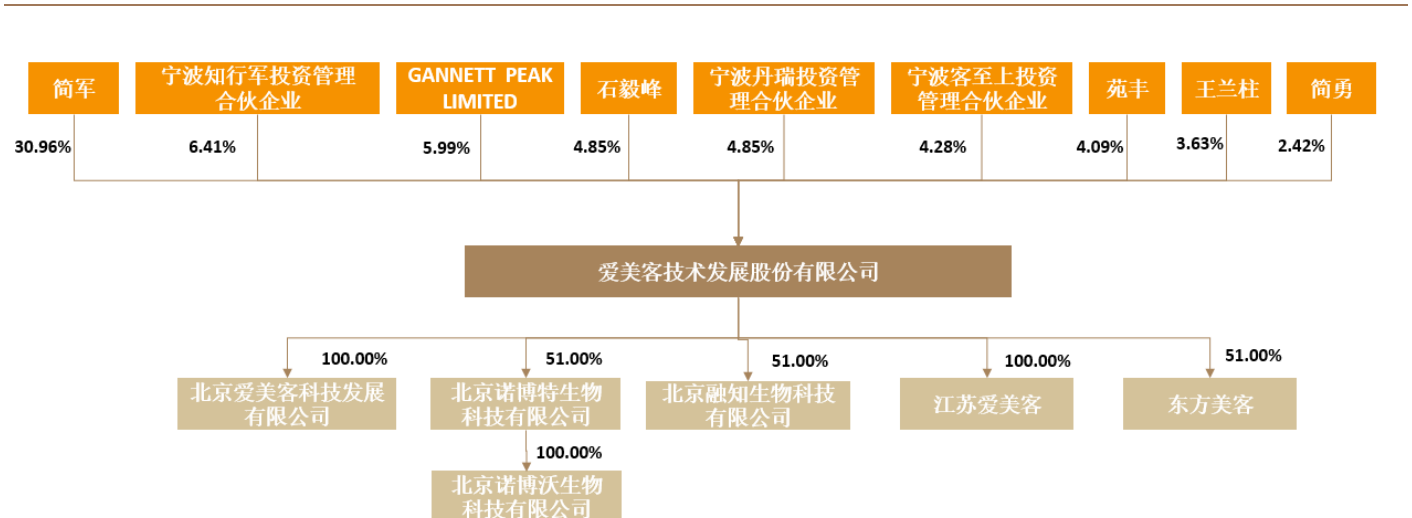 简军
宁波知行军投资管理
合伙企业
GANNETT PEAK
LIMITED
石毅峰
宁波丹瑞投资管
理合伙企业
宁波客至上投资
管理合伙企业
苑丰
王兰柱
简勇
30.96%
6.41%
5.99%
4.85%
4.85%
4.28%
4.09%
3.63%
2.42%
爱美客技术发展股份有限公司
100.00%
51.00%
51.00%
100.00%
51.00%
北京爱美客科技发展
有限公司
北京诺博特生物
科技有限公司
北京融知生物科技
有限公司
江苏爱美客
东方美客
100.00%
北京诺博沃生物
科技有限公司